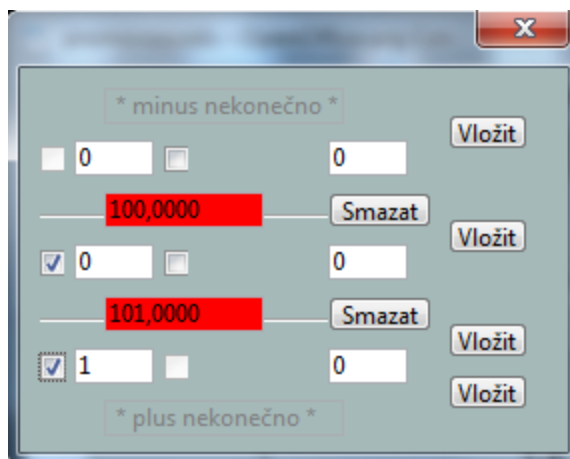 * minus nekonečno *
Vložit
0 0
100,0000 Smazat
Vložit
0 0
101,0000 Smazat
Vložit
1 0
Vložit
* plus nekonečno *